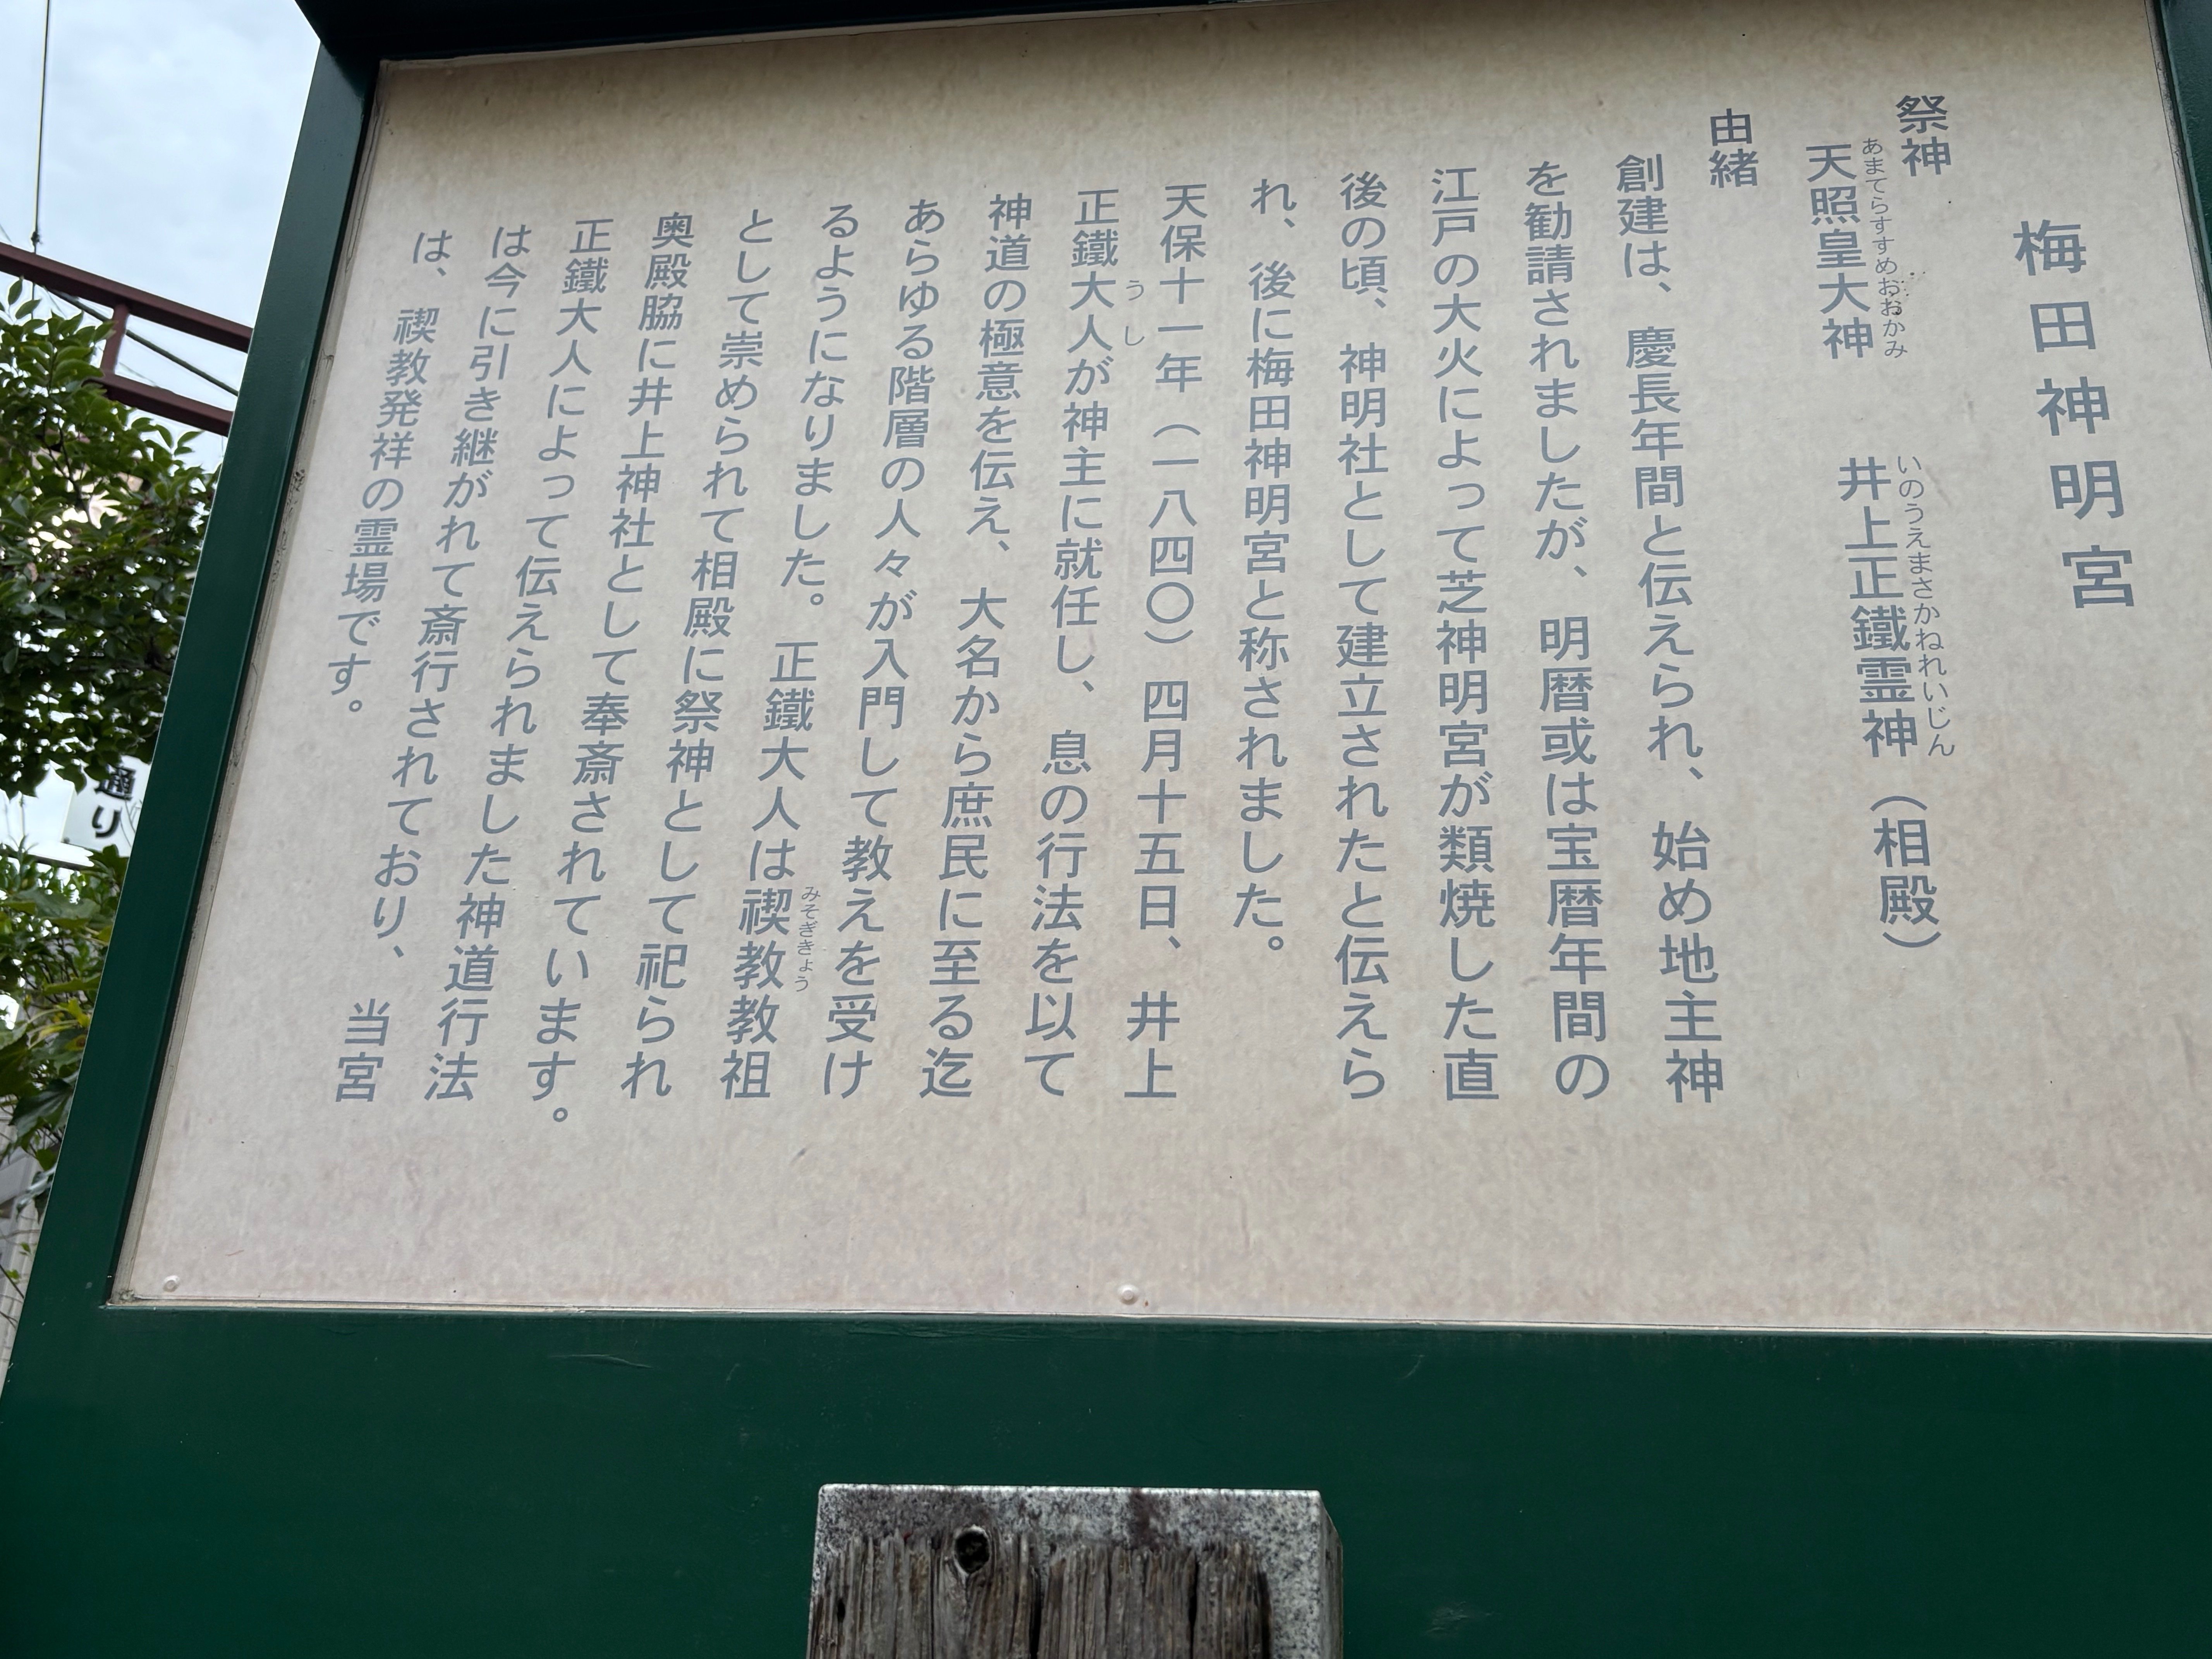 梅田神明宮
祭神
天照皇大神 井上正鐵霊神（相殿）
あまてらすすめおおかみ いのうえまさかねれいじん
由緒
創建は、慶長年間と伝えられ、始め地主神
を勧請されましたが、明暦或は宝暦年間の
江戸の大火によって芝神明宮が類焼した直
後の頃、神明社として建立されたと伝えら
れ、後に梅田神明宮と称されました。
天保十一年（一八四〇）四月十五日、井上
正鐵大人が神主に就任し、息の行法を以て
うし
神道の極意を伝え、大名から庶民に至る迄
あらゆる階層の人々が入門して教えを受け
るようになりました。正鐵大人は禊教教祖
みそぎきょう
として崇められて相殿に祭神として祀られ
奥殿脇に井上神社として奉斎されています。
正鐵大人によって伝えられました神道行法
は今に引き継がれて斎行されており、当宮
は、禊教発祥の霊場です。
通り